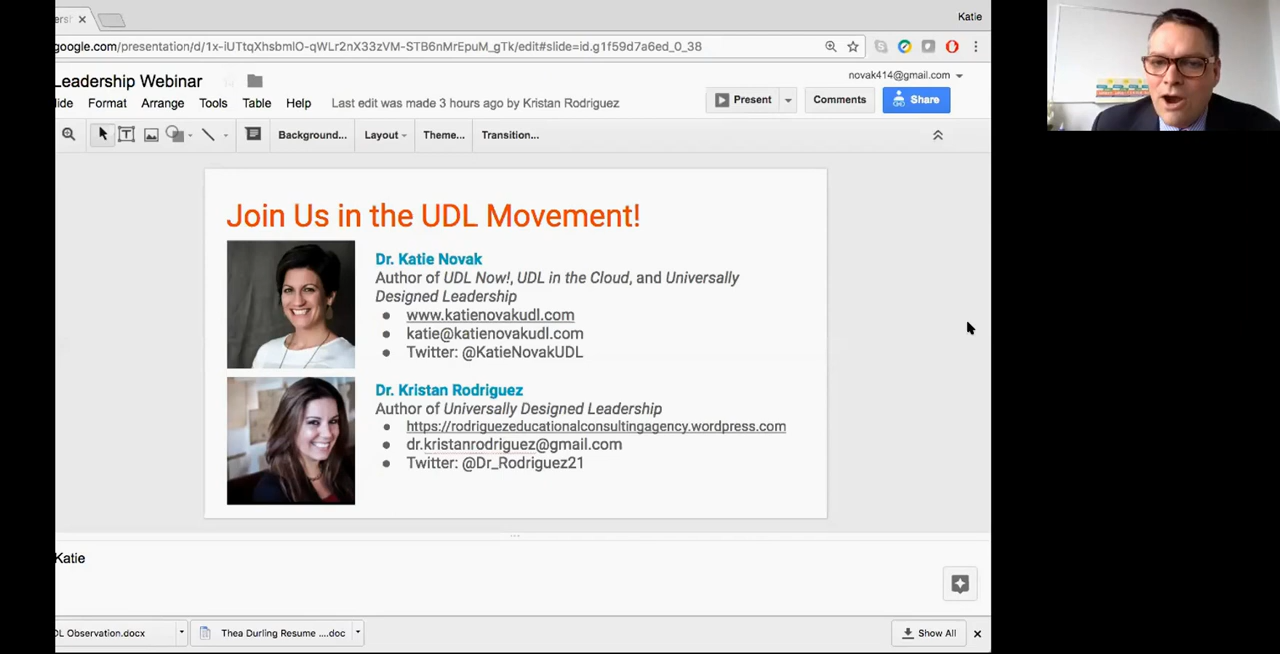 Katie
google.com/presentation/d/1x-iUTtqXhsbmlO-qWLr2nX33zVM-STB6nMrEpuM_gTk/edit#slide=id.g1f59d7a6ed_0_38
Leadership Webinar
novak414@gmail.com
lide Format Arrange Tools Table Help Last edit was made 3 hours ago by Kristan Rodriguez
Present Comments Share
Background... Layout Theme... Transition...
Join Us in the UDL Movement!
Dr. Katie Novak
Author of UDL Now!, UDL in the Cloud, and Universally
Designed Leadership
www.katienovakudl.com
katie@katienovakudl.com
Twitter: @KatieNovakUDL
Dr. Kristan Rodriguez
Author of Universally Designed Leadership
https://rodriguezeducationalconsultingagency.wordpress.com
dr.kristanrodriguez@gmail.com
Twitter: @Dr_Rodriguez21
Katie
DL Observation.docx Thea Durling Resume ....doc Show All